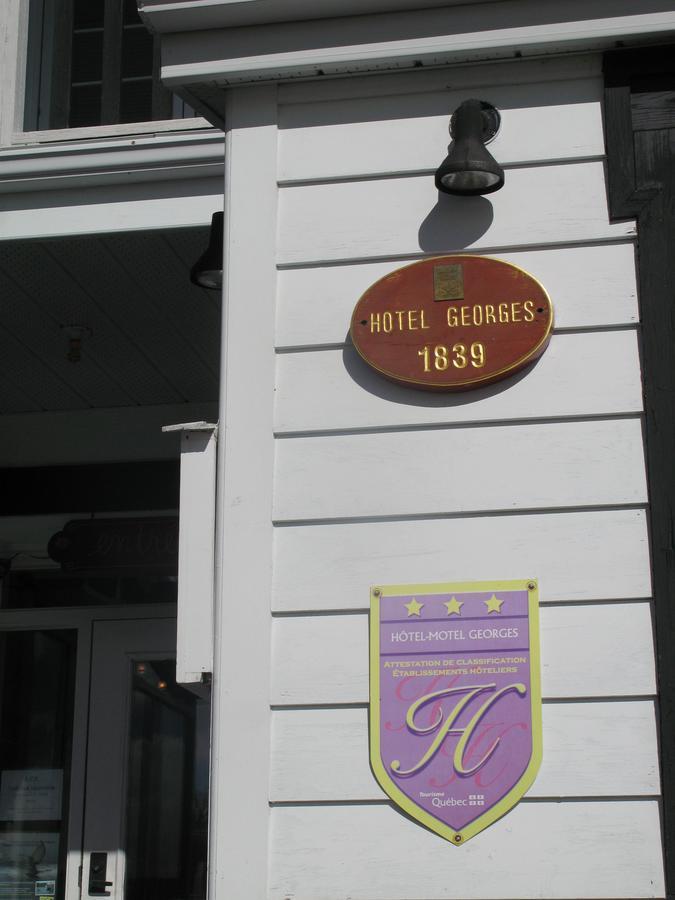 HOTEL GEORGES
1839
HÔTEL-MOTEL GEORGES
ATTESTATION DE CLASSIFICATION
ÉTABLISSEMENTS HÔTELIERS
H
Tourisme
Québec